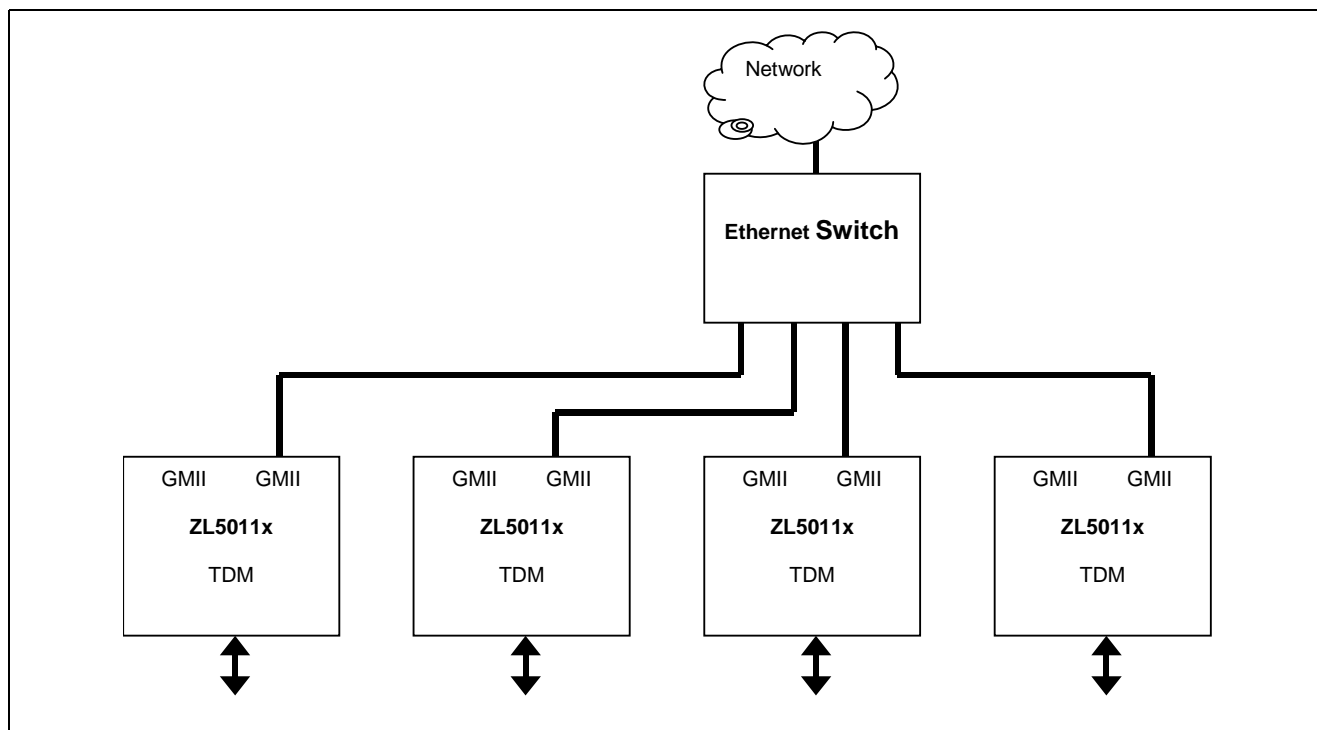 Network
Ethernet Switch
GMII GMII GMII GMII GMII GMII GMII GMII
ZL5011x ZL5011x ZL5011x ZL5011x
TDM TDM TDM TDM